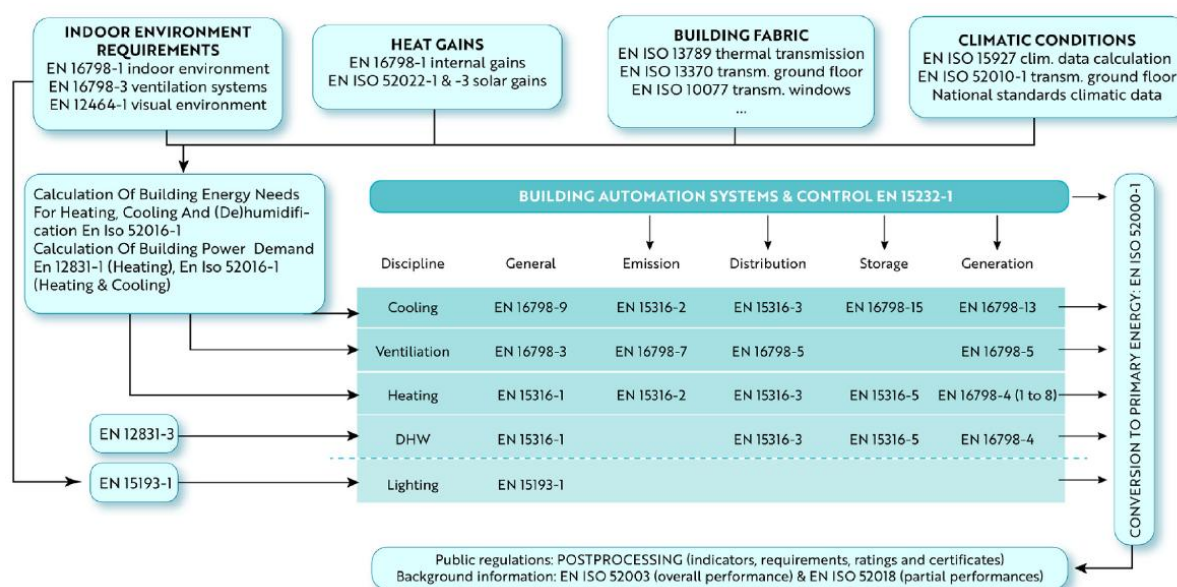 INDOOR ENVIRONMENT
REQUIREMENTS
EN 16798-1 indoor environment
EN 16798-3 ventilation systems
EN 12464-1 visual environment
HEAT GAINS
EN 16798-1 internal gains
EN ISO 52022-1 & -3 solar gains
BUILDING FABRIC
EN ISO 13789 thermal transmission
EN ISO 13370 transm. ground floor
EN ISO 10077 transm. windows
...
CLIMATIC CONDITIONS
EN ISO 15927 clim. data calculation
EN ISO 52010-1 transm. ground floor
National standards climatic data
Calculation Of Building Energy Needs
For Heating, Cooling And (De)humidifi-
cation En Iso 52016-1
Calculation Of Building Power Demand
En 12831-1 (Heating), En Iso 52016-1
(Heating & Cooling)
BUILDING AUTOMATION SYSTEMS & CONTROL EN 15232-1
Discipline General Emission Distribution Storage Generation
Cooling EN 16798-9 EN 15316-2 EN 15316-3 EN 16798-15 EN 16798-13
Ventiliation EN 16798-3 EN 16798-7 EN 16798-5 EN 16798-5
Heating EN 15316-1 EN 15316-2 EN 15316-3 EN 15316-5 EN 16798-4 (1 to 8)
EN 12831-3
DHW EN 15316-1 EN 15316-3 EN 15316-5 EN 16798-4
EN 15193-1
Lighting EN 15193-1
CONVERSION TO PRIMARY ENERGY: EN ISO 52000-1
Public regulations: POSTPROCESSING (indicators, requirements, ratings and certificates)
Background information: EN ISO 52003 (overall performance) & EN ISO 52018 (partial performances)